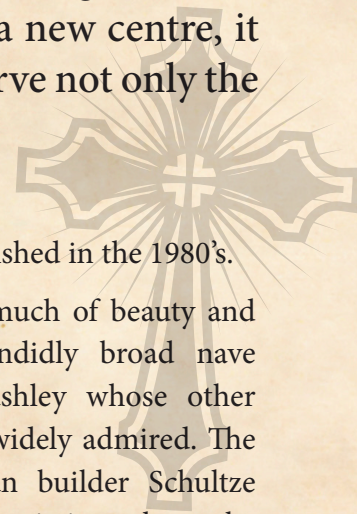 a new centre, it
rve not only the
shed in the 1980's.
much of beauty and
ndidly broad nave
shley whose other
widely admired. The
n builder Schultze